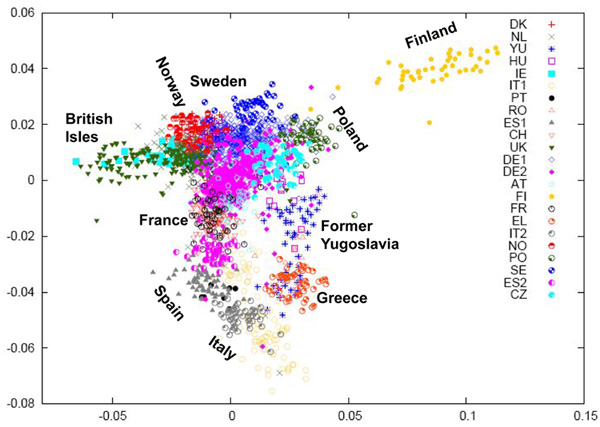 0.06
0.04
0.02
0
-0.02
-0.04
-0.06
-0.08
-0.05
0
0.05
0.1
0.15
Finland
Norway
Sweden
Poland
British
Isles
France
Former
Yugoslavia
Spain
Greece
Italy
DK
NL
YU
HU
IE
IT1
PT
RO
ES1
CH
UK
DE1
DE2
AT
FI
FR
EL
IT2
NO
PO
SE
ES2
CZ